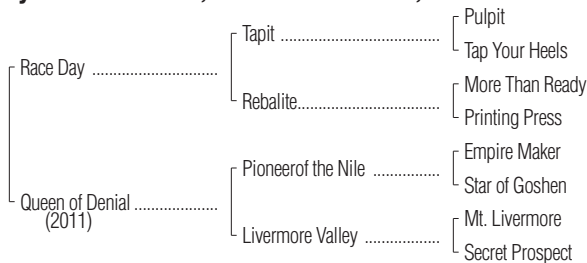 Race Day ................................
Tapit ........................................
Pulpit
Tap Your Heels
Rebalite....................................
More Than Ready
Printing Press
Queen of Denial .....................
(2011)
Pioneerof the Nile .................
Empire Maker
Star of Goshen
Livermore Valley ...................
Mt. Livermore
Secret Prospect